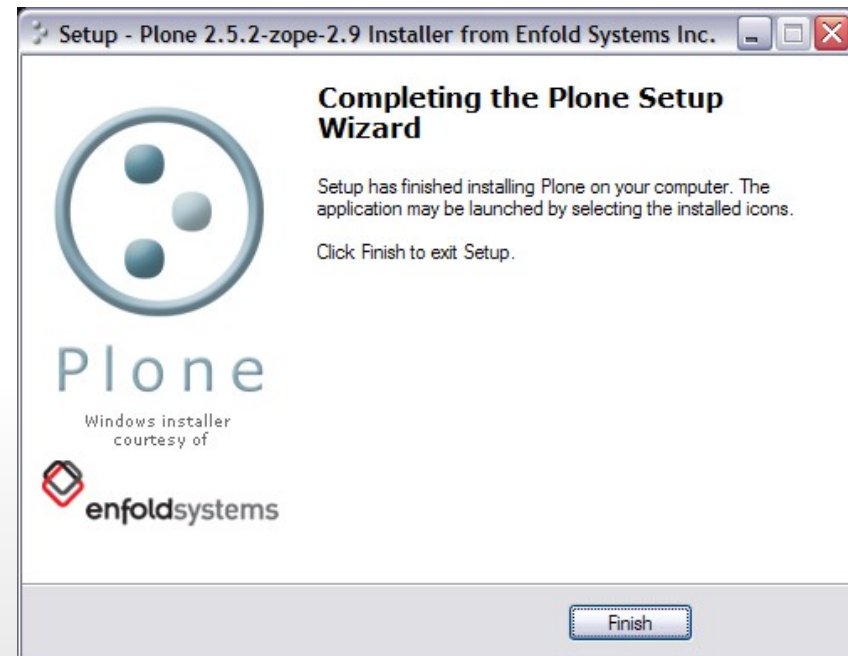 Setup - Plone 2.5.2-zope-2.9 Installer from Enfold Systems Inc.
Completing the Plone Setup
Wizard
Setup has finished installing Plone on your computer. The
application may be launched by selecting the installed icons.
Click Finish to exit Setup.
Plone
Windows installer
courtesy of
enfoldsystems
Finish